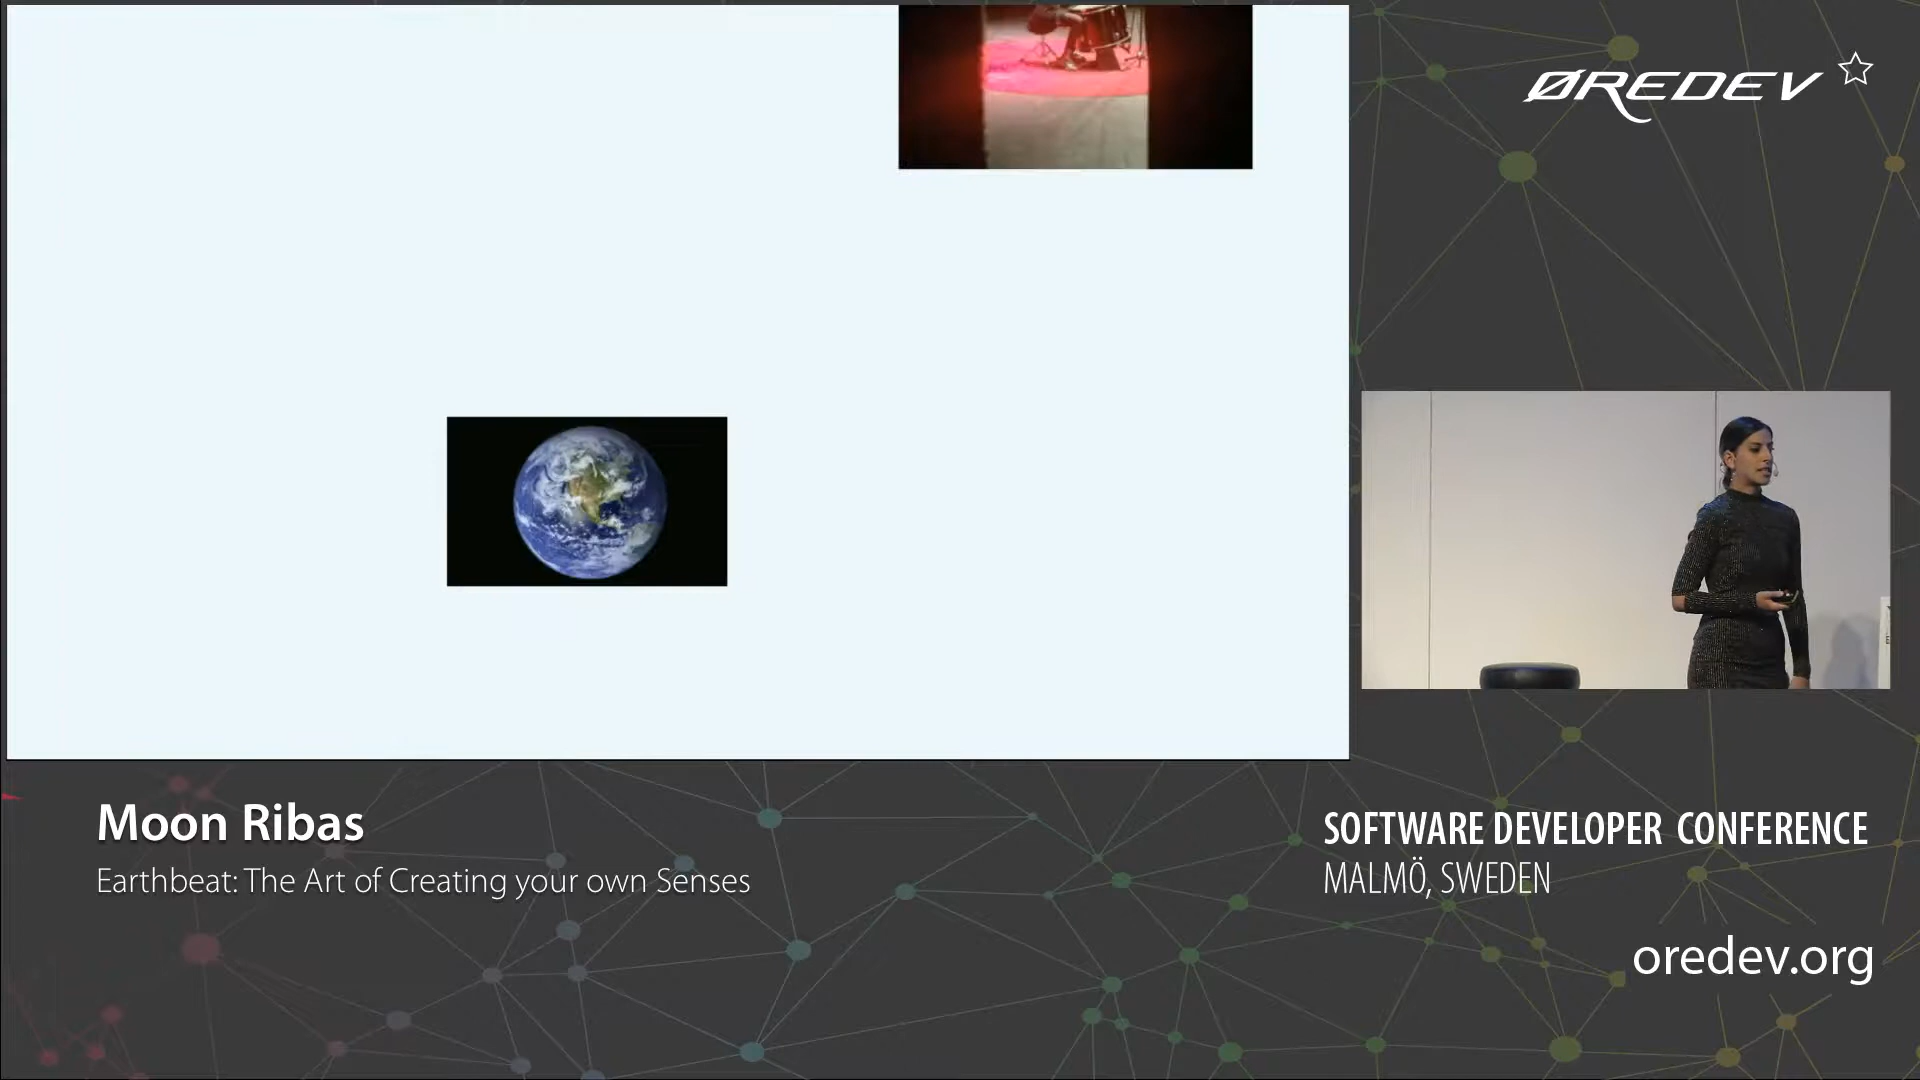 ØREDEV
Moon Ribas
Earthbeat: The Art of Creating your own Senses
SOFTWARE DEVELOPER CONFERENCE
MALMÖ, SWEDEN
oredev.org